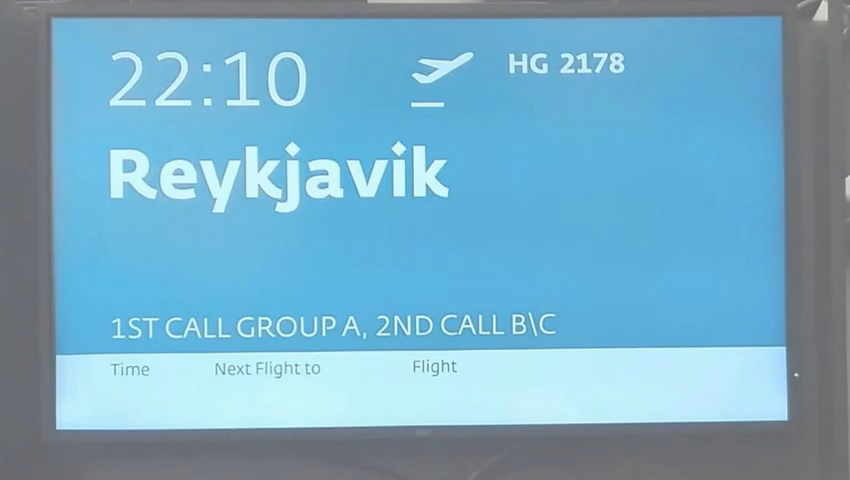 22:10 HG 2178
Reykjavik
1ST CALL GROUP A, 2ND CALL B\C
Time Next Flight to Flight